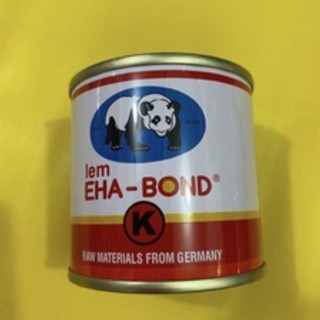 lem
EHA-BOND®
K
RAW MATERIALS FROM GERMANY